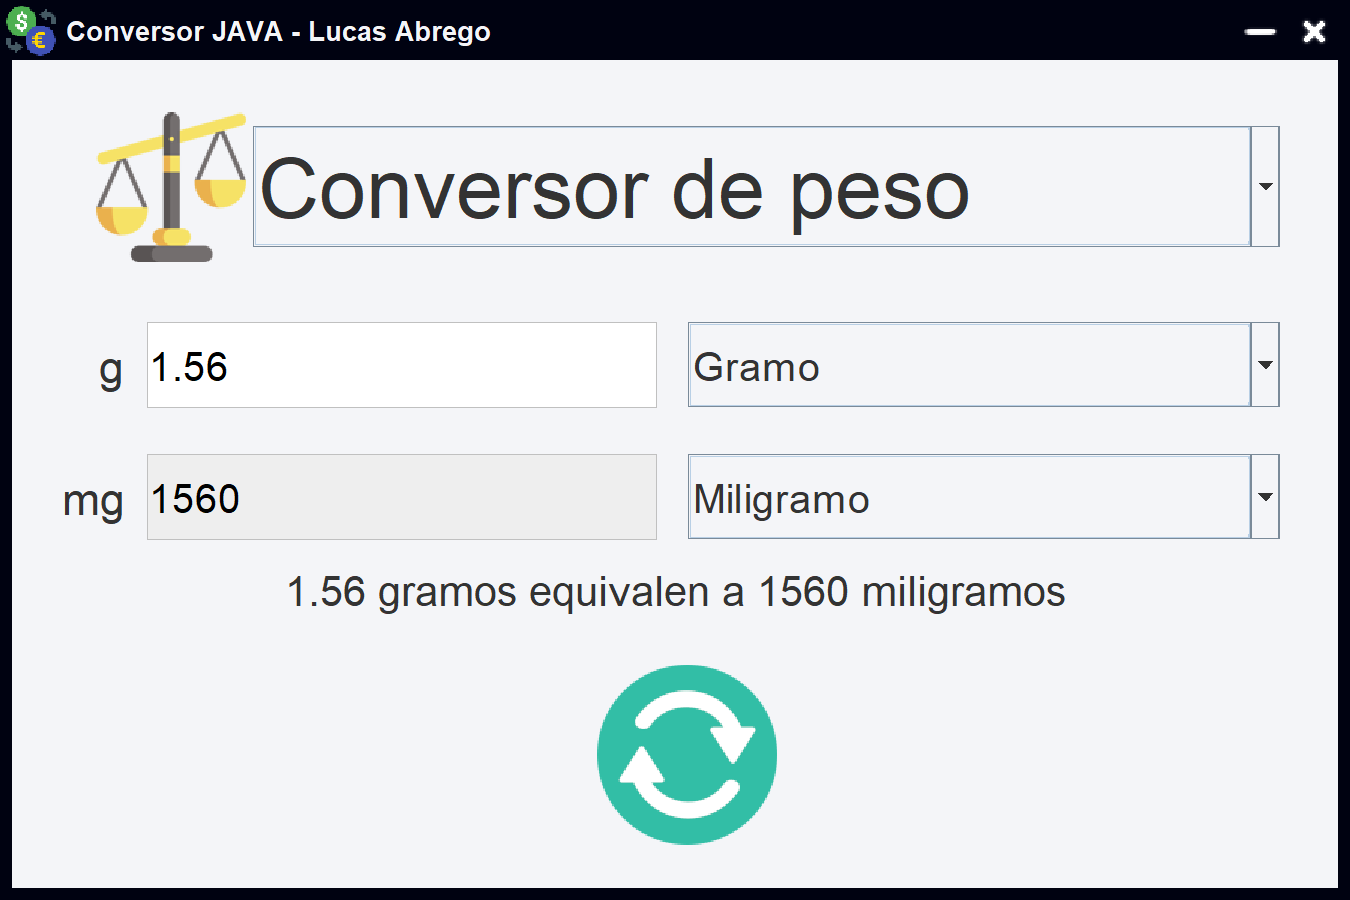 Conversor JAVA - Lucas Abrego
Conversor de peso
g 1.56 Gramo
mg 1560 Miligramo
1.56 gramos equivalen a 1560 miligramos